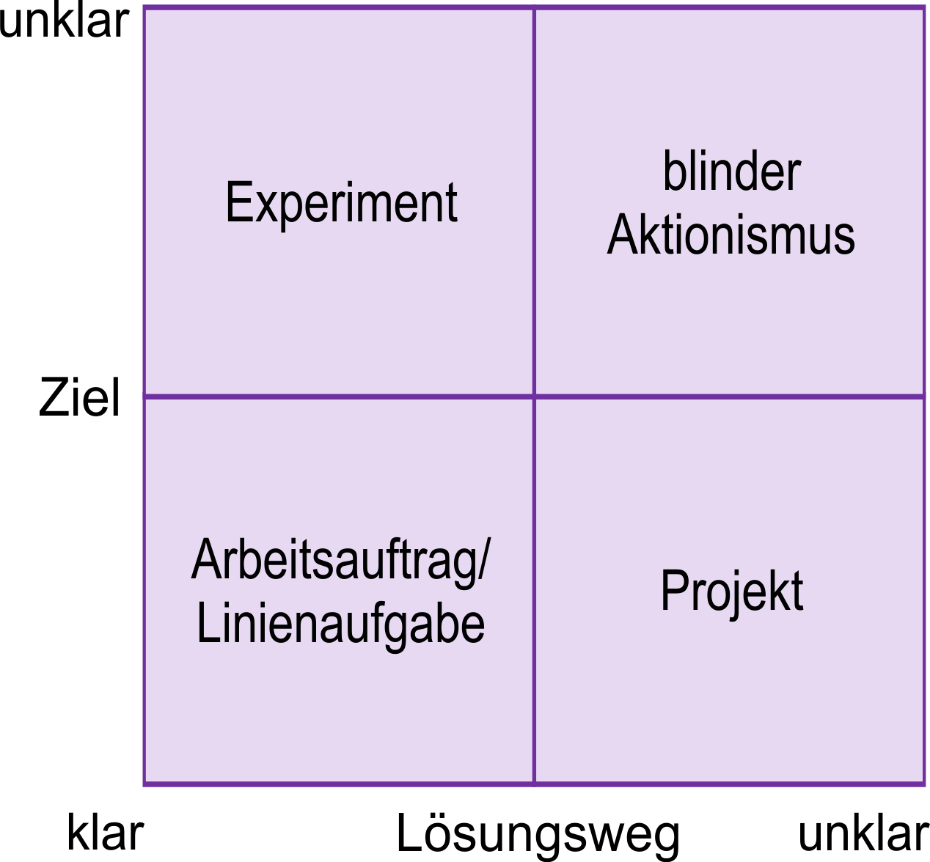 unklar
Experiment
blinder
Aktionismus
Ziel
Arbeitsauftrag/
Linienaufgabe
Projekt
klar
Lösungsweg
unklar